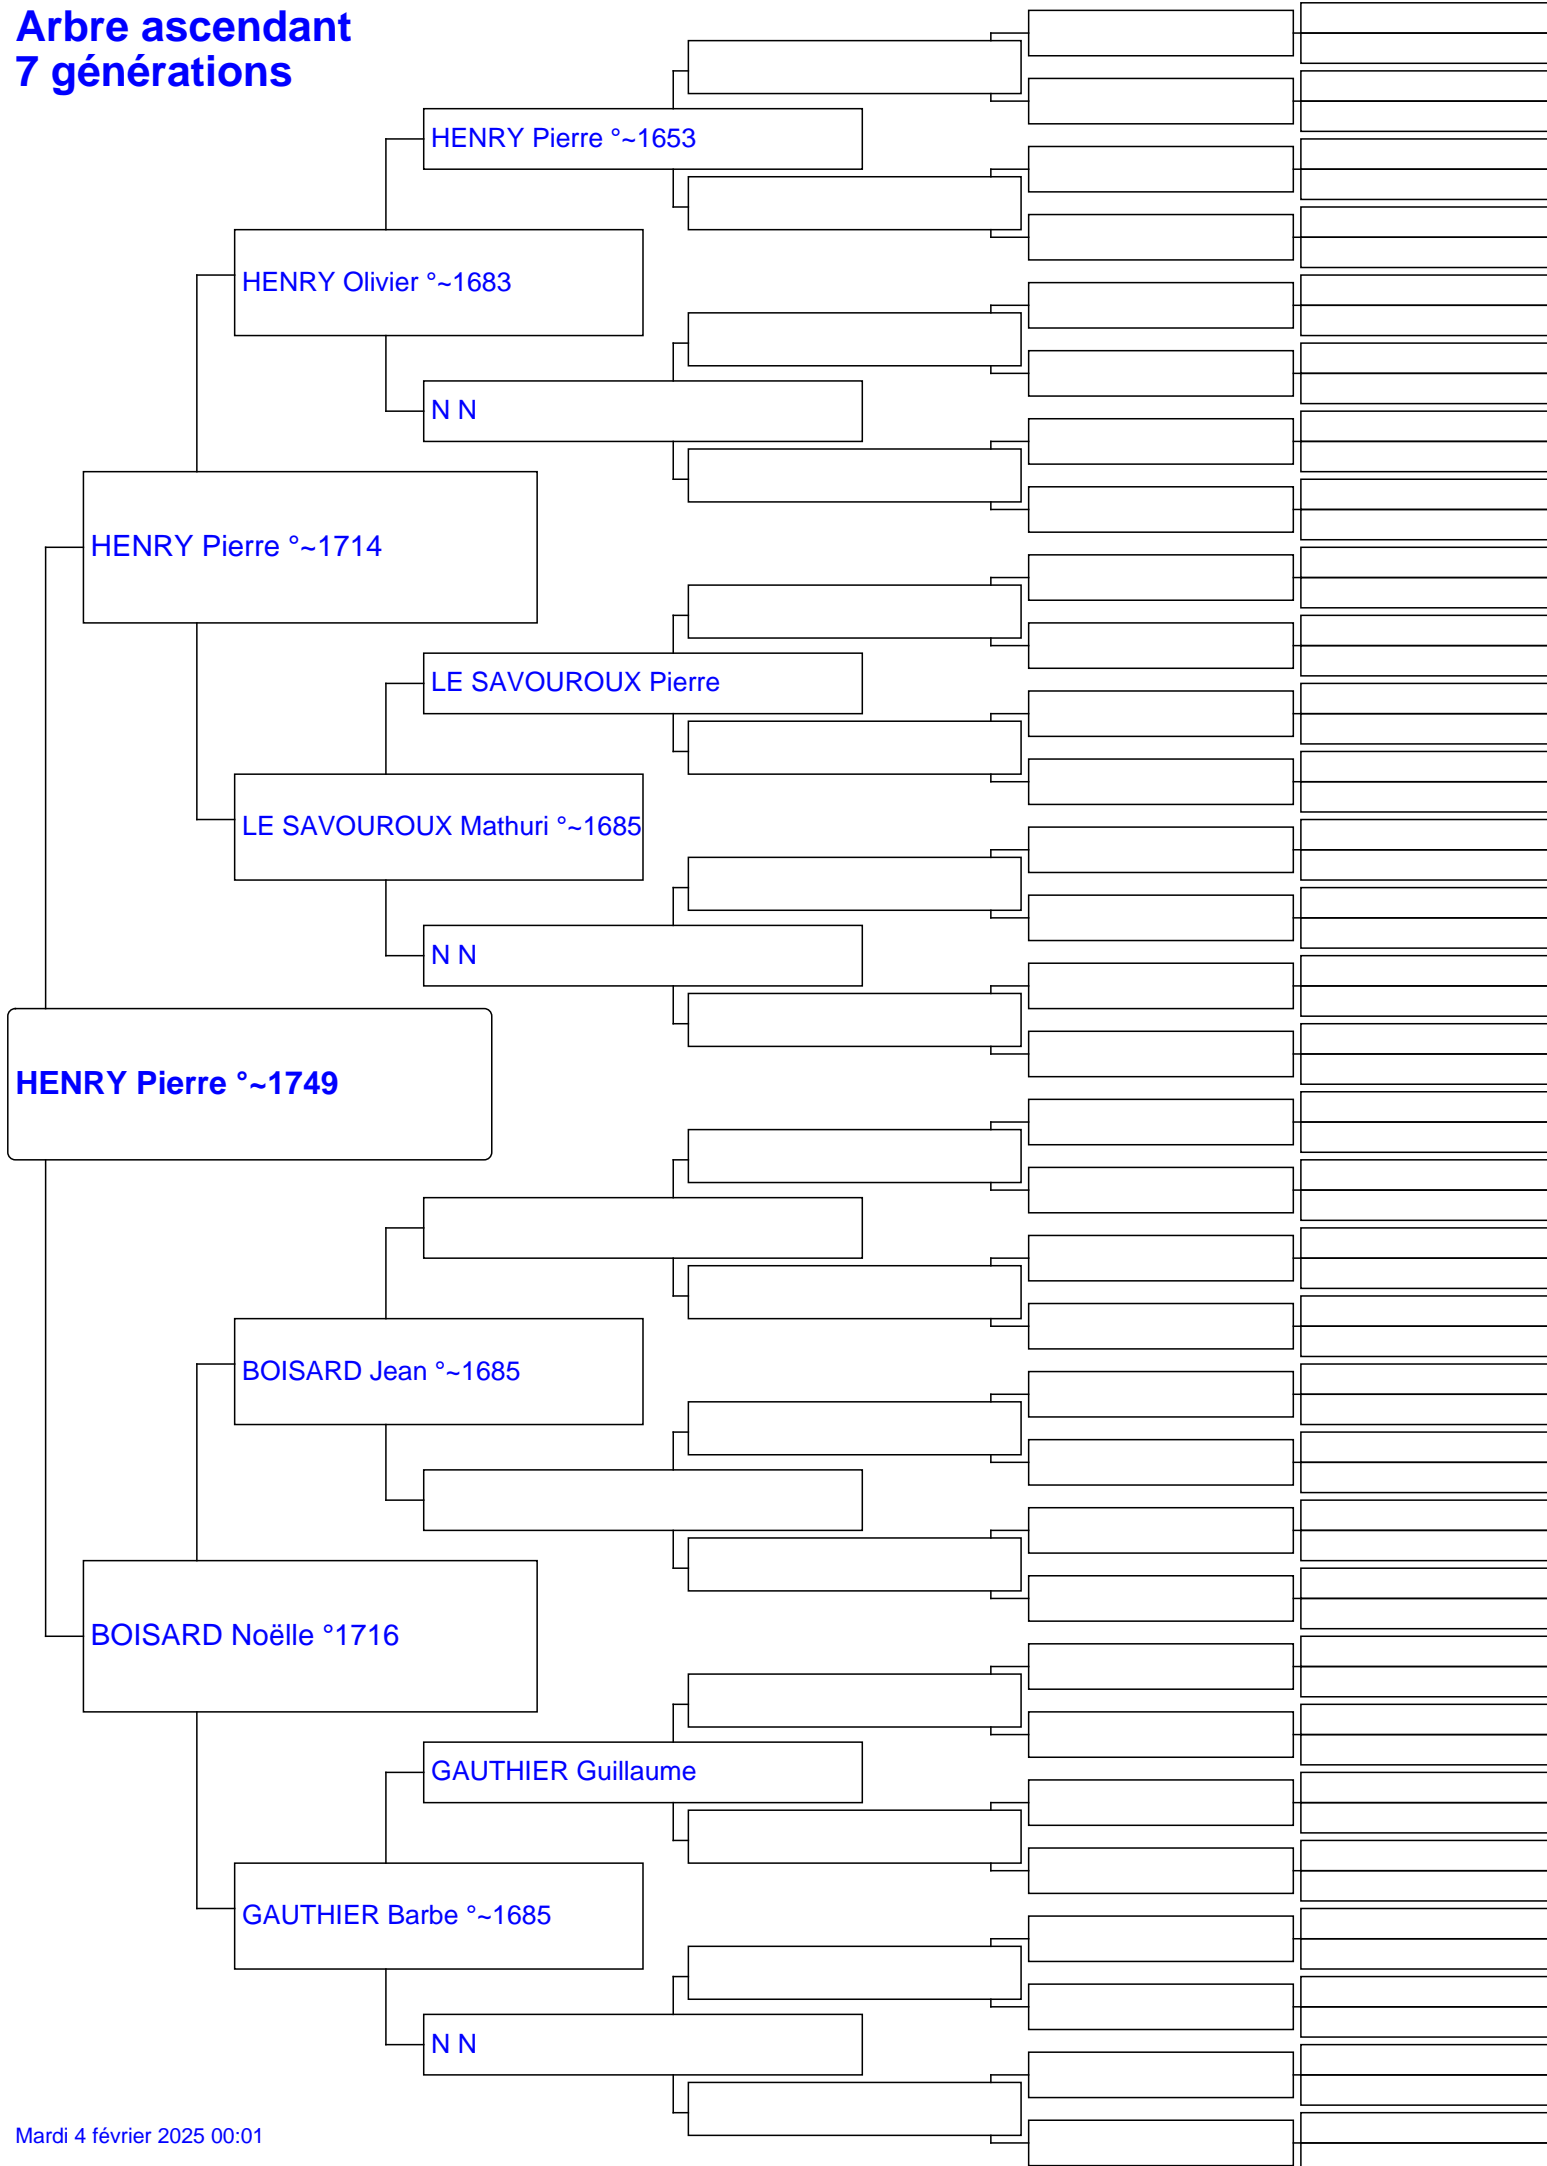 Arbre ascendant
7 générations
HENRY Pierre °~1653
HENRY Olivier °~1683
N N
HENRY Pierre °~1714
LE SAVOUROUX Pierre
LE SAVOUROUX Mathuri °~1685
N N
HENRY Pierre °~1749
BOISARD Jean °~1685
BOISARD Noëlle °1716
GAUTHIER Guillaume
GAUTHIER Barbe °~1685
N N
Mardi 4 février 2025 00:01